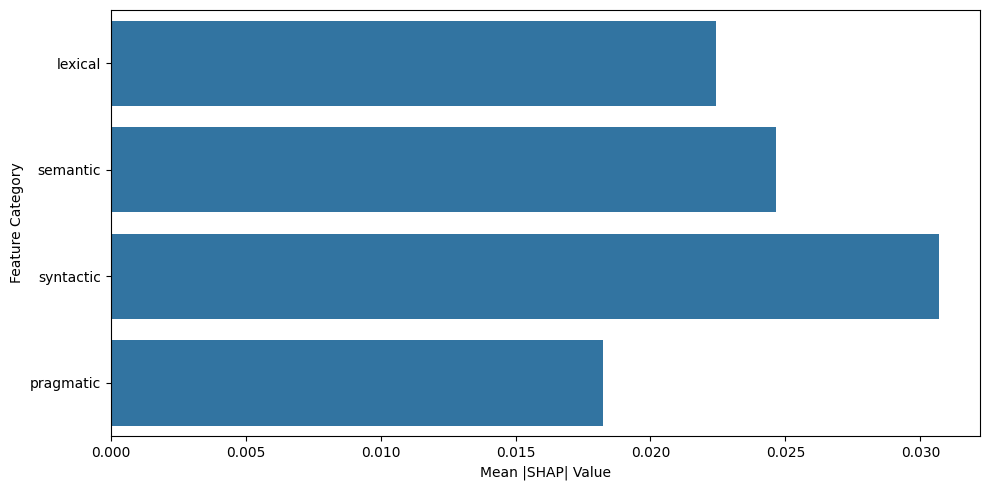 lexical
semantic
syntactic
pragmatic
Feature Category
0.000 0.005 0.010 0.015 0.020 0.025 0.030
Mean |SHAP| Value